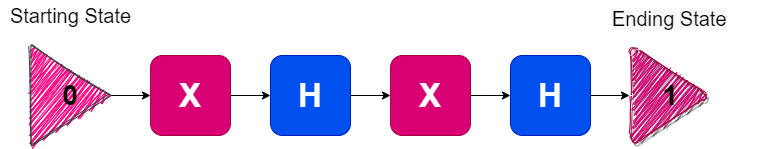 Starting State
Ending State
0 X H X H 1